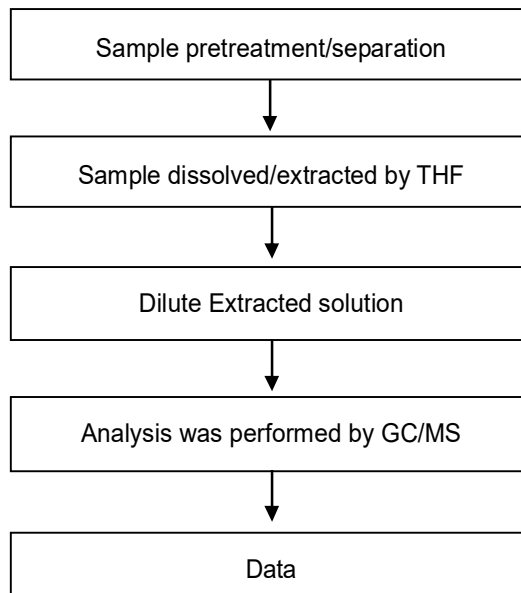 Sample pretreatment/separation
Sample dissolved/extracted by THF
Dilute Extracted solution
Analysis was performed by GC/MS
Data